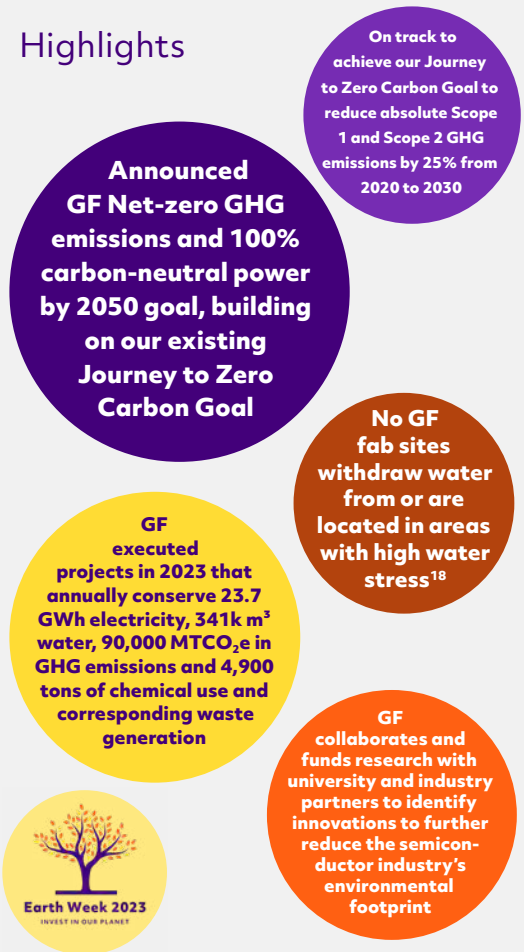 Highlights
On track to
achieve our Journey
to Zero Carbon Goal to
reduce absolute Scope
1 and Scope 2 GHG
emissions by 25% from
2020 to 2030
Announced
GF Net-zero GHG
emissions and 100%
carbon-neutral power
by 2050 goal, building
on our existing
Journey to Zero
Carbon Goal
No GF
fab sites
withdraw water
from or are
located in areas
with high water
stress¹⁸
GF
executed
projects in 2023 that
annually conserve 23.7
GWh electricity, 341k m³
water, 90,000 MTCO₂e in
GHG emissions and 4,900
tons of chemical use and
corresponding waste
generation
GF
collaborates and
funds research with
university and industry
partners to identify
innovations to further
reduce the semicon-
ductor industry's
environmental
footprint
Earth Week 2023
INVEST IN OUR PLANET